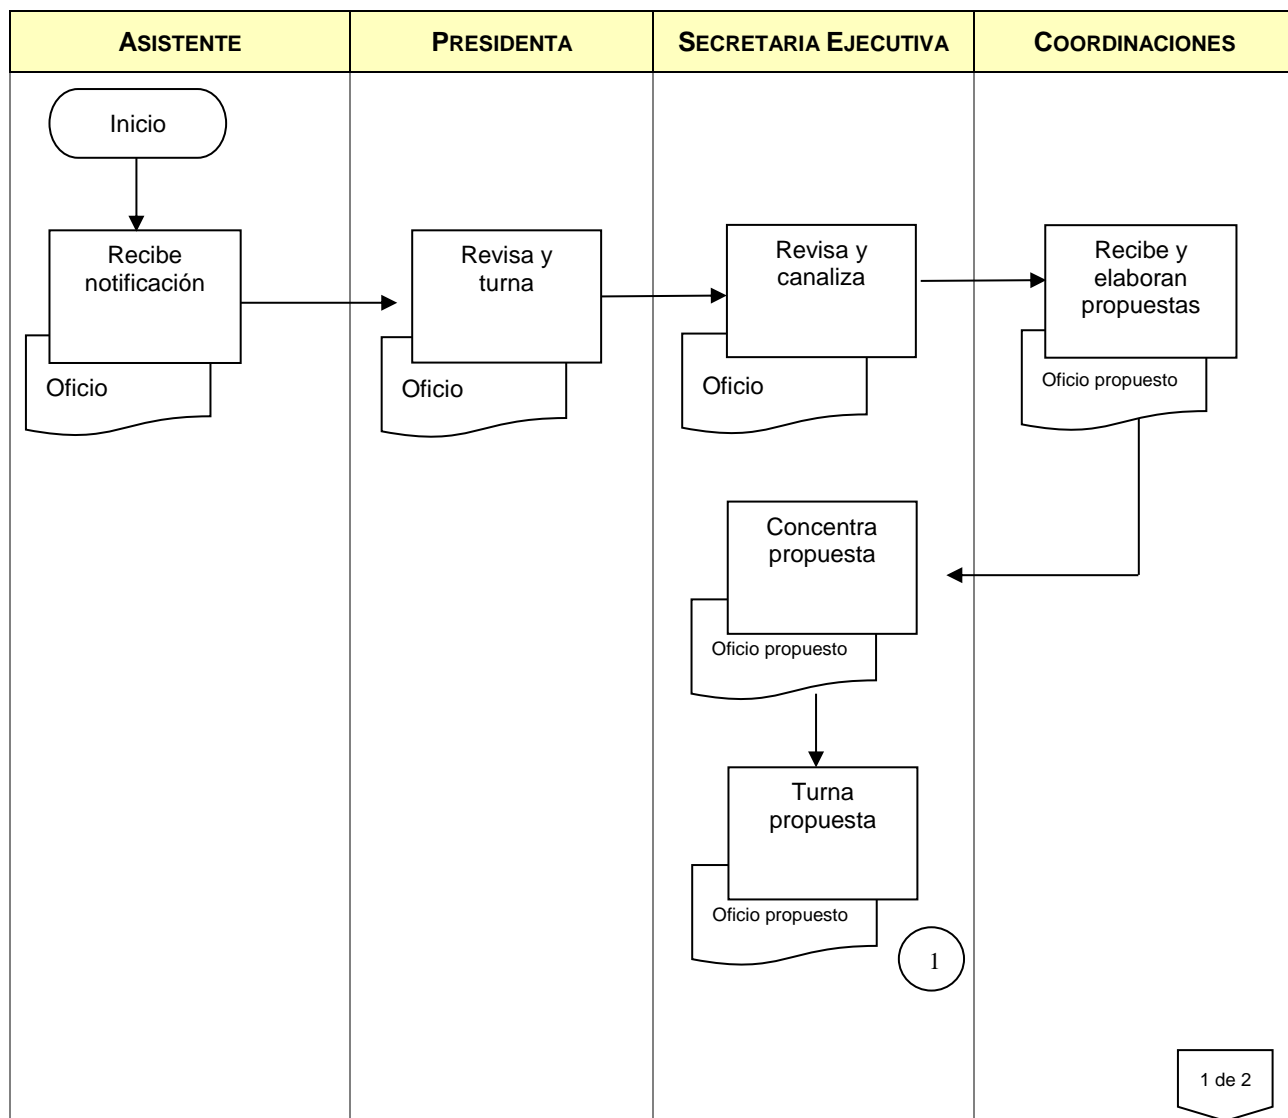 ASISTENTE
PRESIDENTA
SECRETARIA EJECUTIVA
COORDINACIONES
Inicio
Recibe
notificación
Oficio
Revisa y
turna
Oficio
Revisa y
canaliza
Oficio
Recibe y
elaboran
propuestas
Oficio propuesto
Concentra
propuesta
Oficio propuesto
Turna
propuesta
Oficio propuesto
1
1 de 2